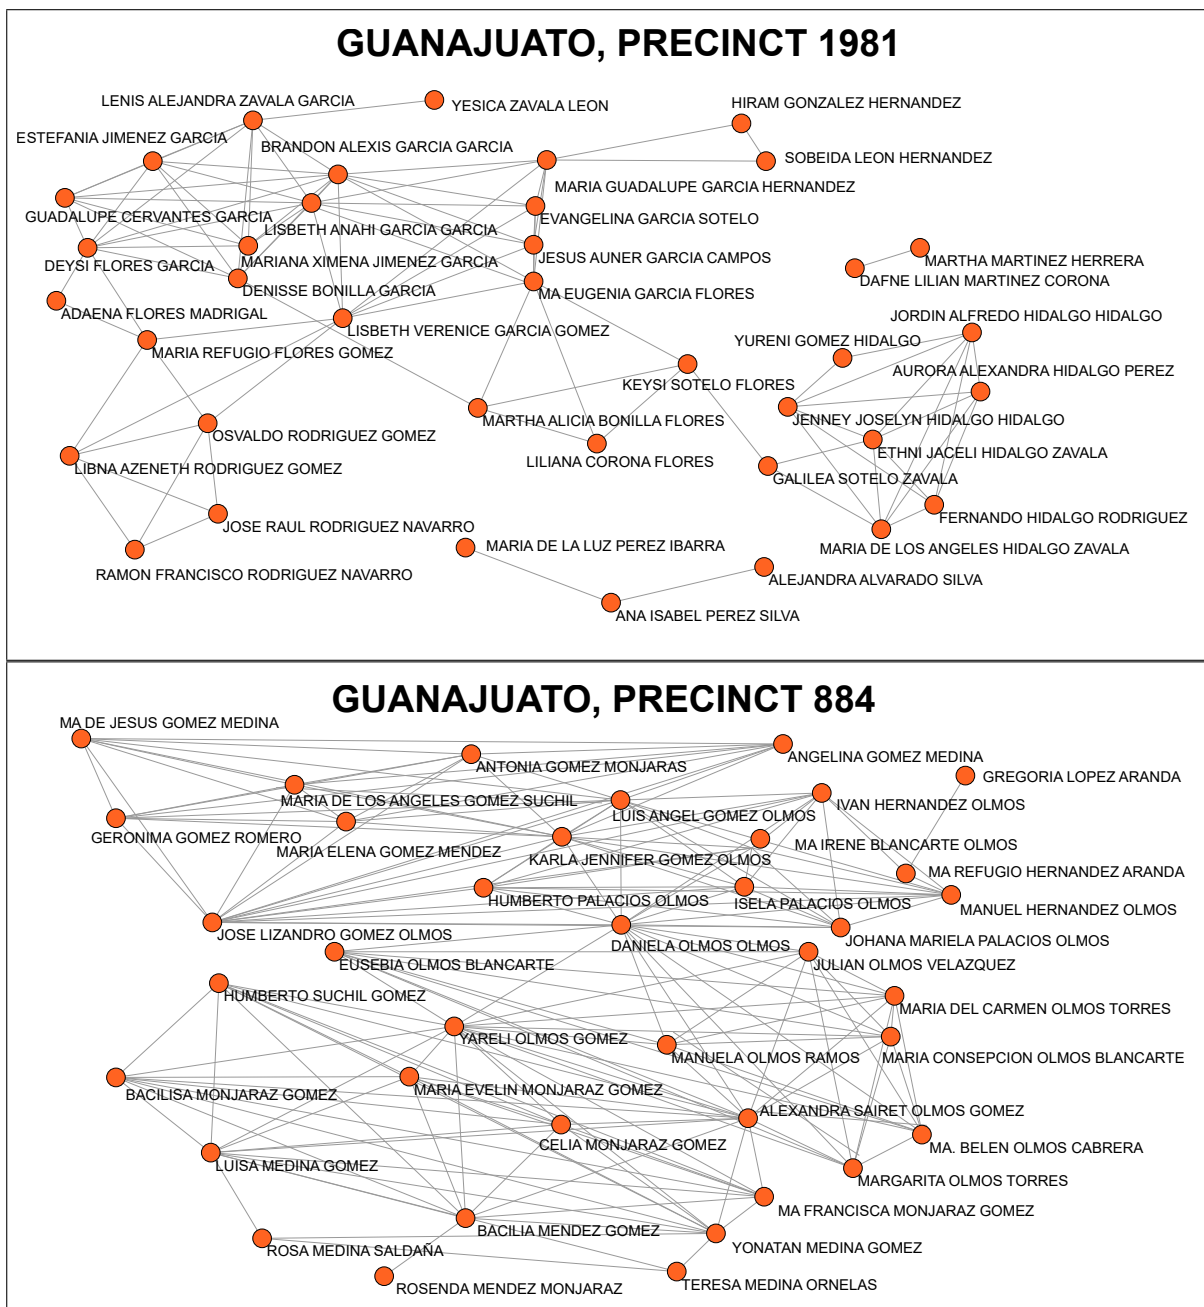 GUANAJUATO, PRECINCT 1981
LENIS ALEJANDRA ZAVALA GARCIA
YESICA ZAVALA LEON
HIRAM GONZALEZ HERNANDEZ
ESTEFANIA JIMENEZ GARCIA
BRANDON ALEXIS GARCIA GARCIA
SOBEIDA LEON HERNANDEZ
MARIA GUADALUPE GARCIA HERNANDEZ
GUADALUPE CERVANTES GARCIA
EVANGELINA GARCIA SOTELO
LISBETH ANAHI GARCIA GARCIA
JESUS AUNER GARCIA CAMPOS
MARIANA XIMENA JIMENEZ GARCIA
DEYSI FLORES GARCIA
MARTHA MARTINEZ HERRERA
DAFNE LILIAN MARTINEZ CORONA
DENISSE BONILLA GARCIA
MA EUGENIA GARCIA FLORES
ADAENA FLORES MADRIGAL
JORDIN ALFREDO HIDALGO HIDALGO
LISBETH VERENICE GARCIA GOMEZ
YURENI GOMEZ HIDALGO
MARIA REFUGIO FLORES GOMEZ
AURORA ALEXANDRA HIDALGO PEREZ
KEYSI SOTELO FLORES
MARTHA ALICIA BONILLA FLORES
JENNEY JOSELYN HIDALGO HIDALGO
OSVALDO RODRIGUEZ GOMEZ
ETHNI JACELI HIDALGO ZAVALA
LILIANA CORONA FLORES
LIBNA AZENETH RODRIGUEZ GOMEZ
GALILEA SOTELO ZAVALA
FERNANDO HIDALGO RODRIGUEZ
JOSE RAUL RODRIGUEZ NAVARRO
MARIA DE LA LUZ PEREZ IBARRA
MARIA DE LOS ANGELES HIDALGO ZAVALA
RAMON FRANCISCO RODRIGUEZ NAVARRO
ALEJANDRA ALVARADO SILVA
ANA ISABEL PEREZ SILVA
GUANAJUATO, PRECINCT 884
MA DE JESUS GOMEZ MEDINA
ANGELINA GOMEZ MEDINA
ANTONIA GOMEZ MONJARAS
GREGORIA LOPEZ ARANDA
MARIA DE LOS ANGELES GOMEZ SUCHIL
IVAN HERNANDEZ OLMOS
LUIS ANGEL GOMEZ OLMOS
GERONIMA GOMEZ ROMERO
MARIA ELENA GOMEZ MENDEZ
MA IRENE BLANCARTE OLMOS
KARLA JENNIFER GOMEZ OLMOS
MA REFUGIO HERNANDEZ ARANDA
HUMBERTO PALACIOS OLMOS
ISELA PALACIOS OLMOS
MANUEL HERNANDEZ OLMOS
JOSE LIZANDRO GOMEZ OLMOS
DANIELA OLMOS OLMOS
JOHANA MARIELA PALACIOS OLMOS
EUSEBIA OLMOS BLANCARTE
JULIAN OLMOS VELAZQUEZ
HUMBERTO SUCHIL GOMEZ
MARIA DEL CARMEN OLMOS TORRES
YARELI OLMOS GOMEZ
MANUELA OLMOS RAMOS
MARIA CONSEPCION OLMOS BLANCARTE
BACILISA MONJARAZ GOMEZ
MARIA EVELIN MONJARAZ GOMEZ
ALEXANDRA SAIRET OLMOS GOMEZ
CELIA MONJARAZ GOMEZ
MA. BELEN OLMOS CABRERA
LUISA MEDINA GOMEZ
MARGARITA OLMOS TORRES
MA FRANCISCA MONJARAZ GOMEZ
BACILIA MENDEZ GOMEZ
YONATAN MEDINA GOMEZ
ROSA MEDINA SALDAÑA
TERESA MEDINA ORNELAS
ROSENDA MENDEZ MONJARAZ